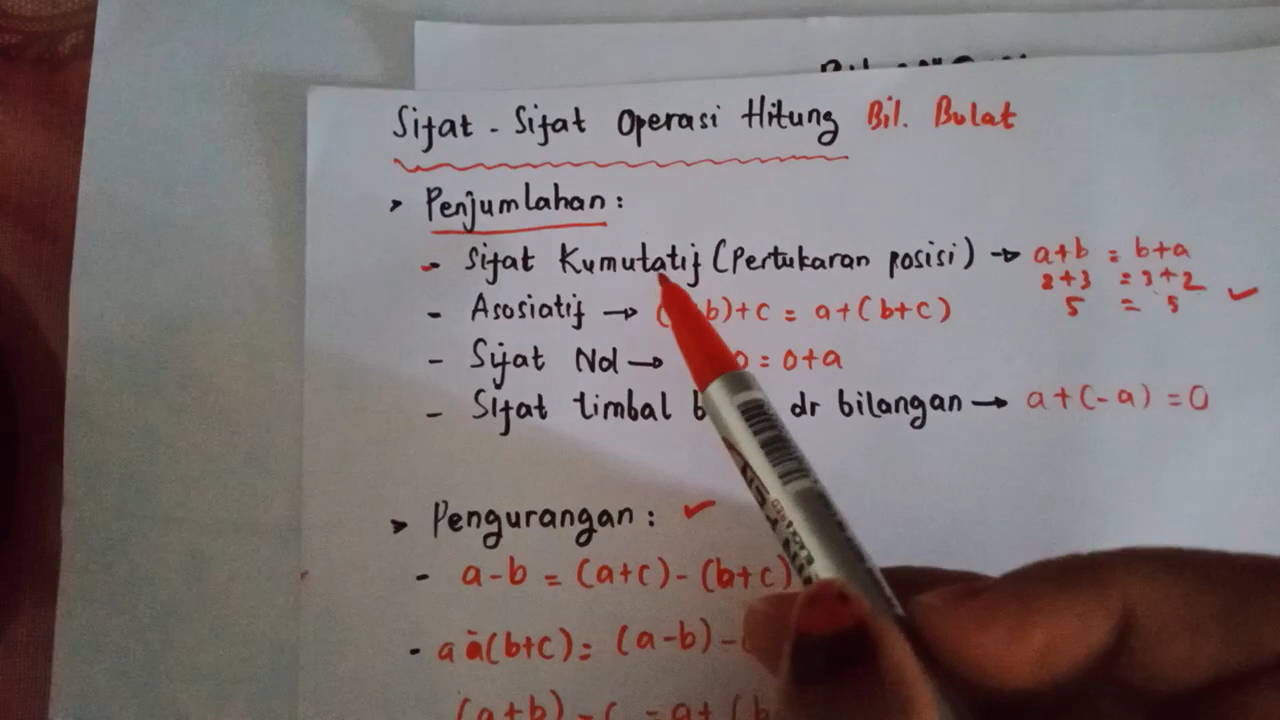 Sifat - Sifat Operasi Hitung Bil. Bulat
> Penjumlahan :
- Sifat Kumutatif (Pertukaran posisi) → a+b = b+a
2+3 = 3+2
5 = 5 ✓
- Asosiatif → ( b)+c = a+(b+c)
- Sifat Nol → 0 = 0+a
- Sifat timbal b dr bilangan → a+(-a) = 0
> Pengurangan : ✓
- a-b = (a+c) - (b+c)
- a (b+c) = (a-b) -
(a+b) - c = a+ (b